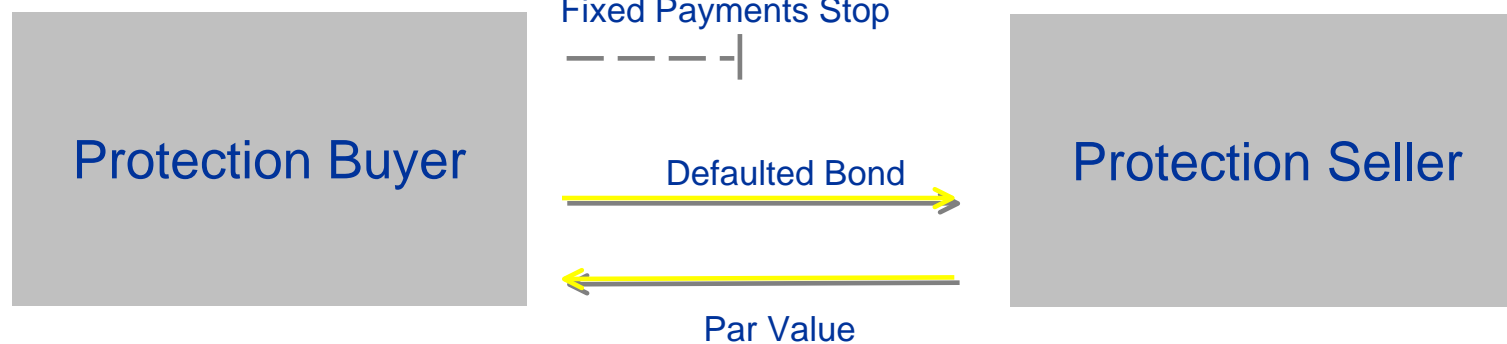 Fixed Payments Stop
Protection Buyer
Defaulted Bond
Protection Seller
Par Value